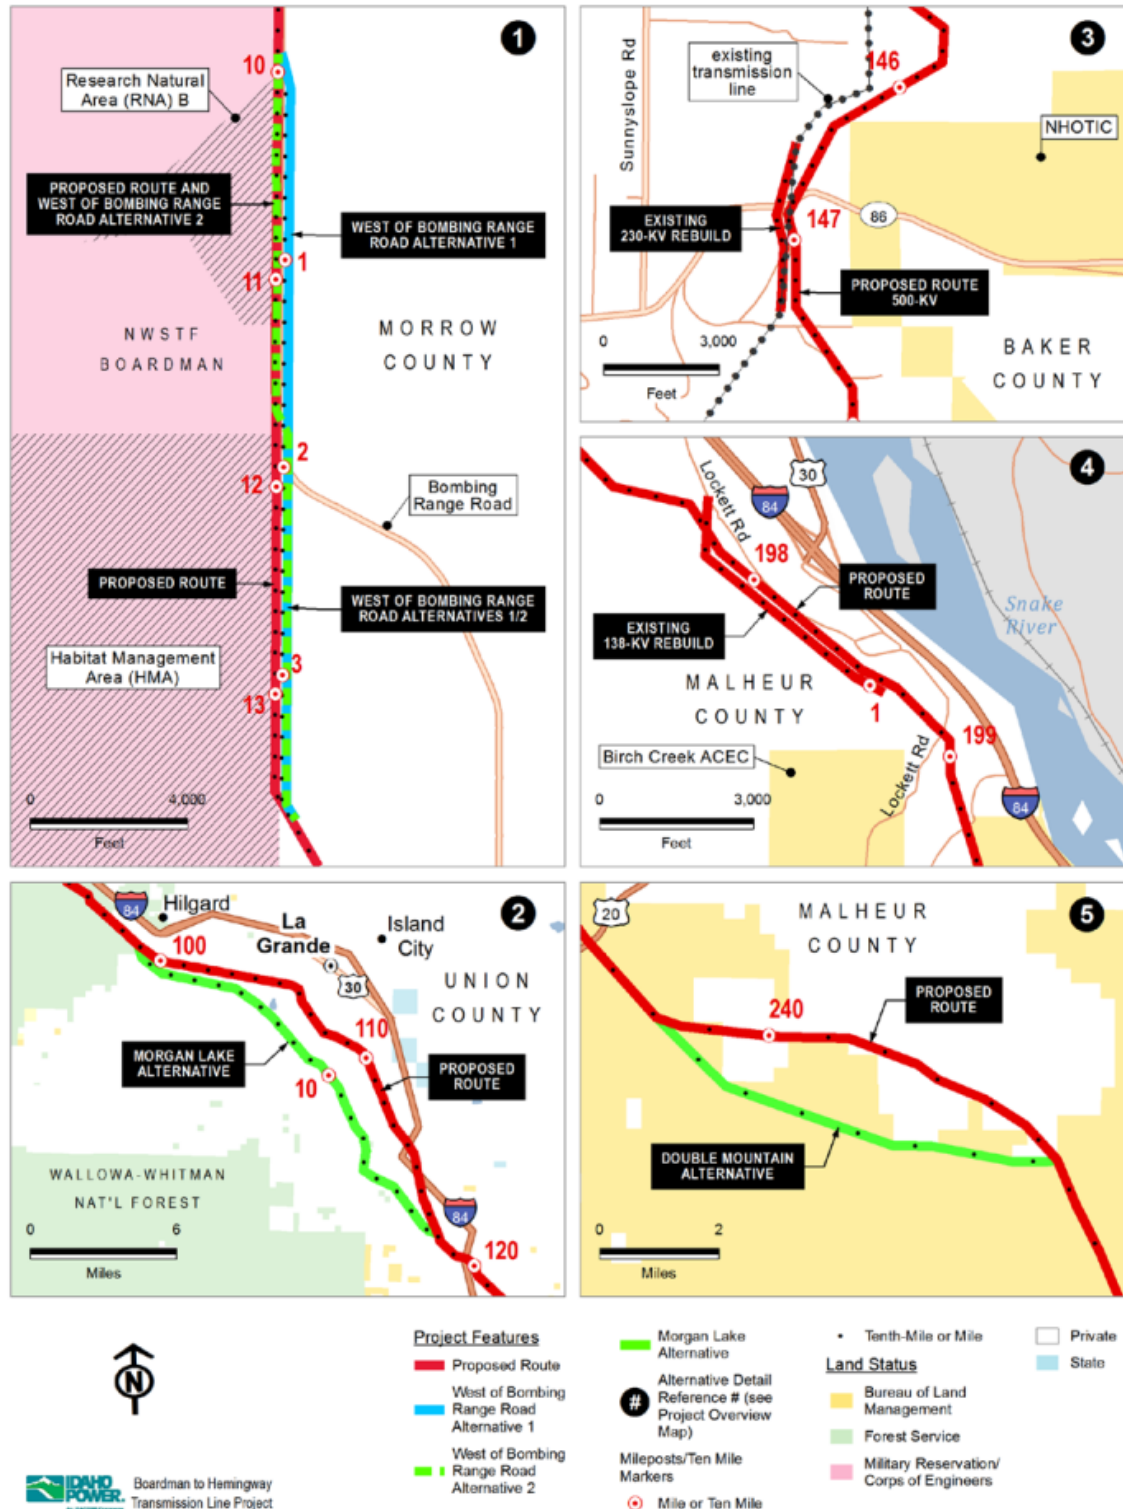 1
10
Research Natural
Area (RNA) B
PROPOSED ROUTE AND
WEST OF BOMBING RANGE
ROAD ALTERNATIVE 2
WEST OF BOMBING RANGE
ROAD ALTERNATIVE 1
1
11
NWSTF
BOARDMAN
MORROW
COUNTY
2
12
Bombing
Range Road
PROPOSED ROUTE
WEST OF BOMBING RANGE
ROAD ALTERNATIVES 1/2
Habitat Management
Area (HMA)
3
13
0
4,000
Feet
3
Sunnyslope Rd
existing
transmission
line
146
NHOTIC
EXISTING
230-KV REBUILD
147
86
PROPOSED ROUTE
500-KV
0
3,000
Feet
BAKER
COUNTY
4
Lockett Rd
30
84
198
PROPOSED
ROUTE
EXISTING
138-KV REBUILD
Snake
River
MALHEUR
COUNTY
1
199
Birch Creek ACEC
Lockett Rd
84
0
3,000
Feet
2
84
Hilgard
La
Grande
Island
City
100
30
UNION
COUNTY
110
MORGAN LAKE
ALTERNATIVE
10
PROPOSED
ROUTE
WALLOWA-WHITMAN
NAT'L FOREST
84
0
6
Miles
120
5
20
MALHEUR
COUNTY
PROPOSED
ROUTE
240
DOUBLE MOUNTAIN
ALTERNATIVE
0
2
Miles
N
IDAHO
POWER.
Boardman to Hemingway
Transmission Line Project
Project Features
Proposed Route
West of Bombing
Range Road
Alternative 1
West of Bombing
Range Road
Alternative 2
Morgan Lake
Alternative
#
Alternative Detail
Reference # (see
Project Overview
Map)
Mileposts/Ten Mile
Markers
Mile or Ten Mile
Tenth-Mile or Mile
Land Status
Bureau of Land
Management
Forest Service
Military Reservation/
Corps of Engineers
Private
State